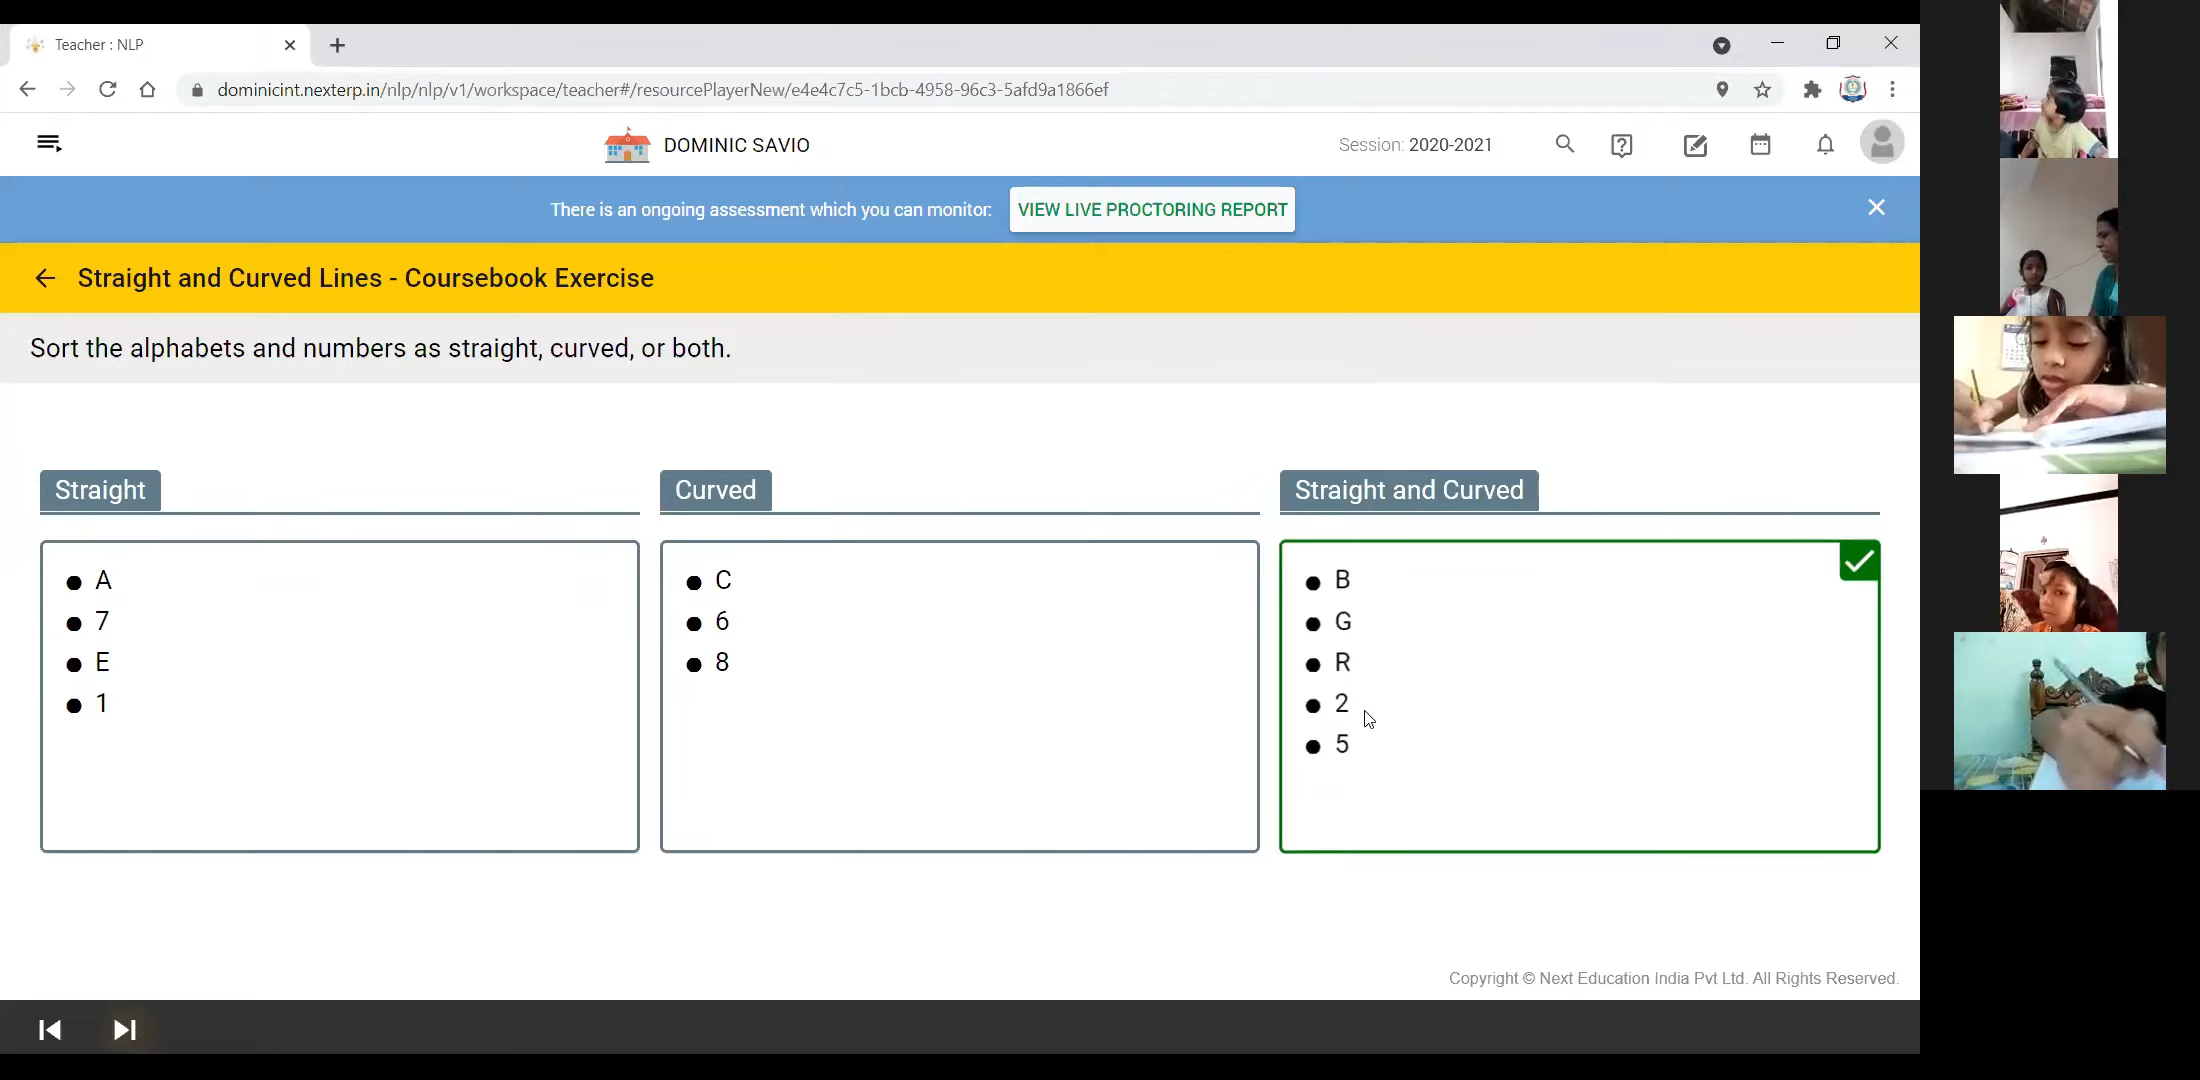 Teacher : NLP
dominicint.nexterp.in/nlp/nlp/v1/workspace/teacher#/resourcePlayerNew/e4e4c7c5-1bcb-4958-96c3-5afd9a1866ef
DOMINIC SAVIO
Session: 2020-2021
There is an ongoing assessment which you can monitor:
VIEW LIVE PROCTORING REPORT
Straight and Curved Lines - Coursebook Exercise
Sort the alphabets and numbers as straight, curved, or both.
Straight
A
7
E
1
Curved
C
6
8
Straight and Curved
B
G
R
2
5
Copyright © Next Education India Pvt Ltd. All Rights Reserved.